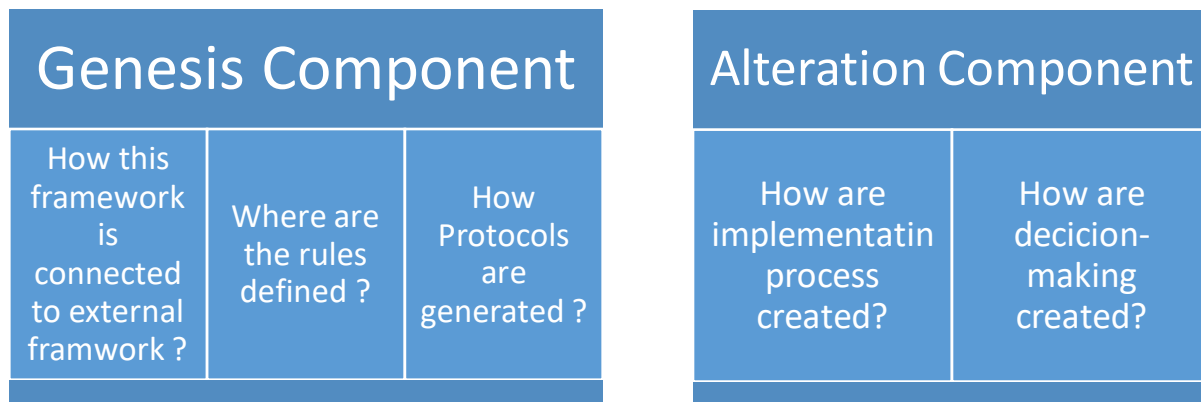 Genesis Component
How this
framework
is
connected
to external
framwork ?
Where are
the rules
defined ?
How
Protocols
are
generated ?
Alteration Component
How are
implementatin
process
created?
How are
decicion-
making
created?